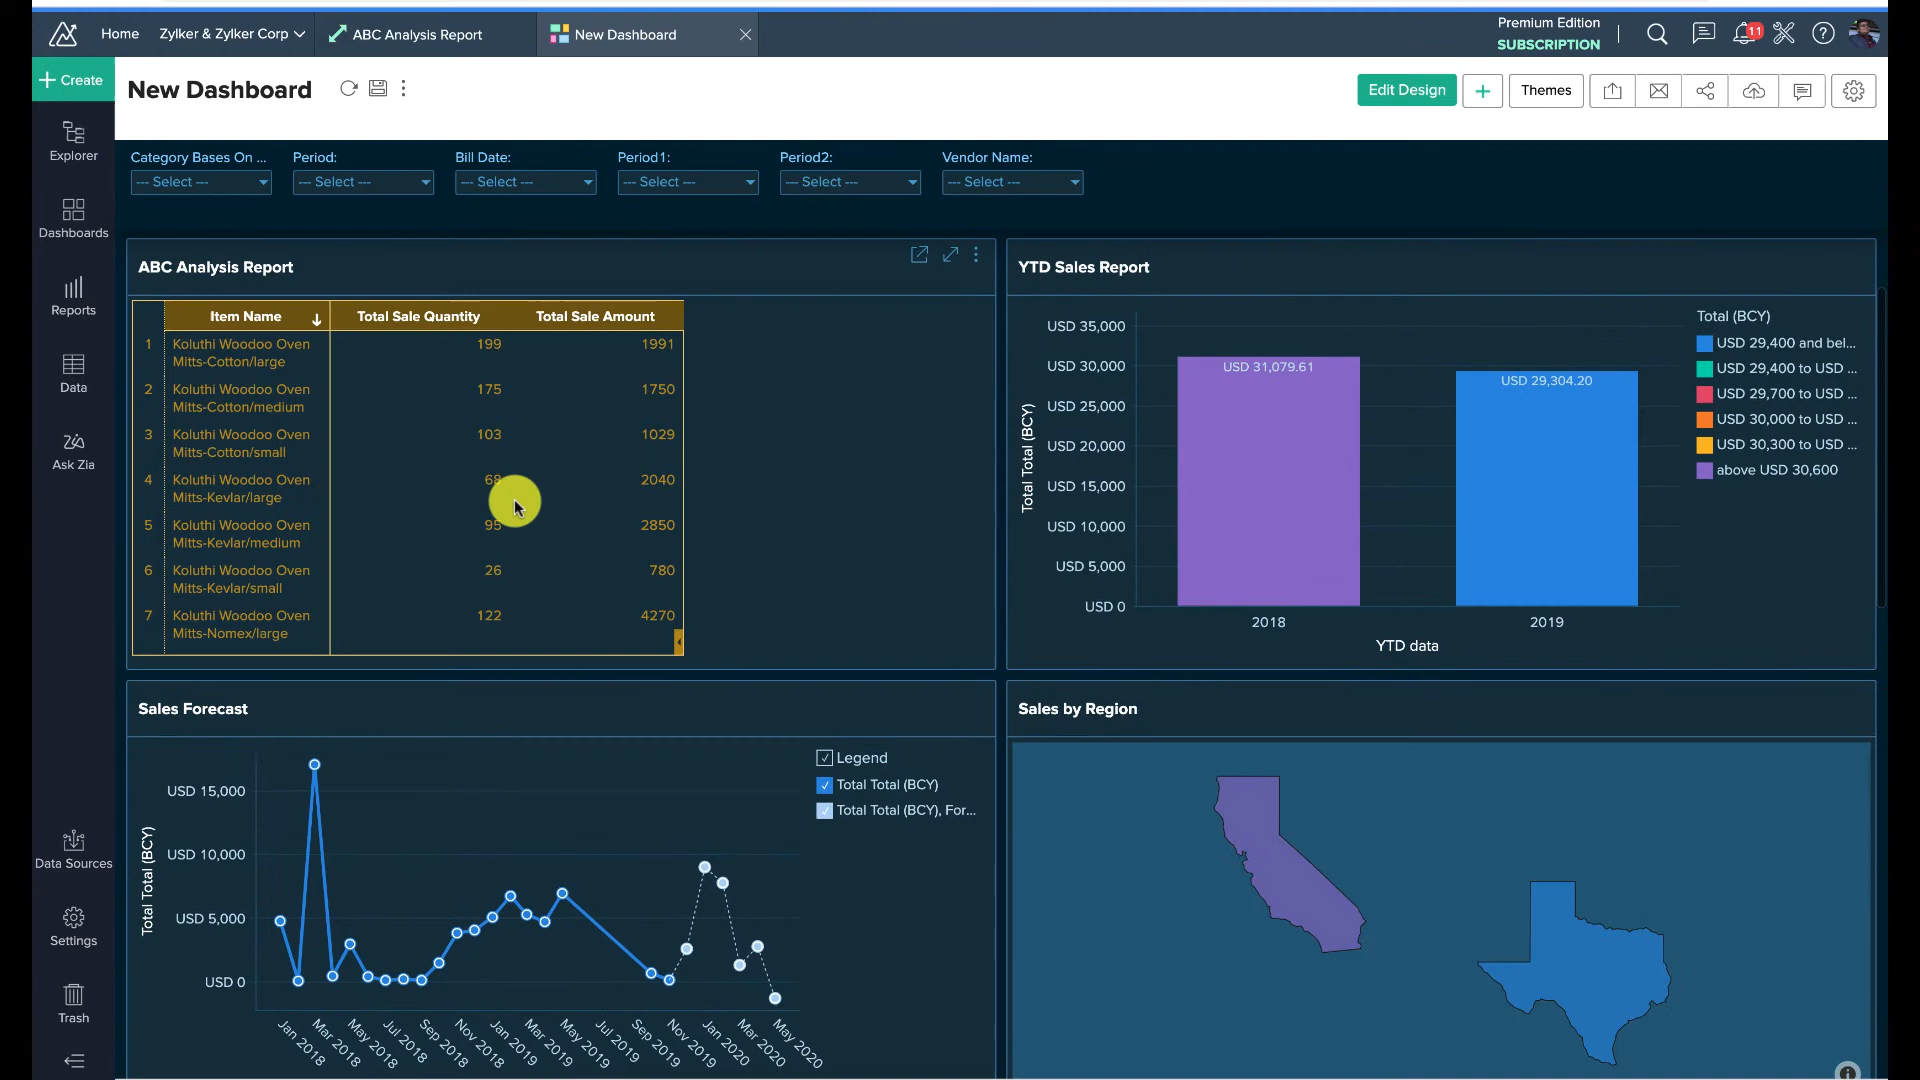 Home
Zylker & Zylker Corp
ABC Analysis Report
New Dashboard
Premium Edition
SUBSCRIPTION
11
Create
New Dashboard
Edit Design
Themes
Explorer
Dashboards
Reports
Data
Ask Zia
Data Sources
Settings
Trash
Category Bases On ...
Period:
Bill Date:
Period1:
Period2:
Vendor Name:
--- Select ---
--- Select ---
--- Select ---
--- Select ---
--- Select ---
--- Select ---
ABC Analysis Report
Item Name
Total Sale Quantity
Total Sale Amount
1 Koluthi Woodoo Oven 199 1991
Mitts-Cotton/large
2 Koluthi Woodoo Oven 175 1750
Mitts-Cotton/medium
3 Koluthi Woodoo Oven 103 1029
Mitts-Cotton/small
4 Koluthi Woodoo Oven 68 2040
Mitts-Kevlar/large
5 Koluthi Woodoo Oven 95 2850
Mitts-Kevlar/medium
6 Koluthi Woodoo Oven 26 780
Mitts-Kevlar/small
7 Koluthi Woodoo Oven 122 4270
Mitts-Nomex/large
YTD Sales Report
Total Total (BCY)
USD 35,000
USD 30,000
USD 25,000
USD 20,000
USD 15,000
USD 10,000
USD 5,000
USD 0
USD 31,079.61
USD 29,304.20
2018
2019
YTD data
Total (BCY)
USD 29,400 and bel...
USD 29,400 to USD ...
USD 29,700 to USD ...
USD 30,000 to USD ...
USD 30,300 to USD ...
above USD 30,600
Sales Forecast
Total Total (BCY)
USD 15,000
USD 10,000
USD 5,000
USD 0
Jan 2018
Mar 2018
May 2018
Jul 2018
Sep 2018
Nov 2018
Jan 2019
Mar 2019
May 2019
Jul 2019
Sep 2019
Nov 2019
Jan 2020
Mar 2020
May 2020
Legend
Total Total (BCY)
Total Total (BCY), For...
Sales by Region